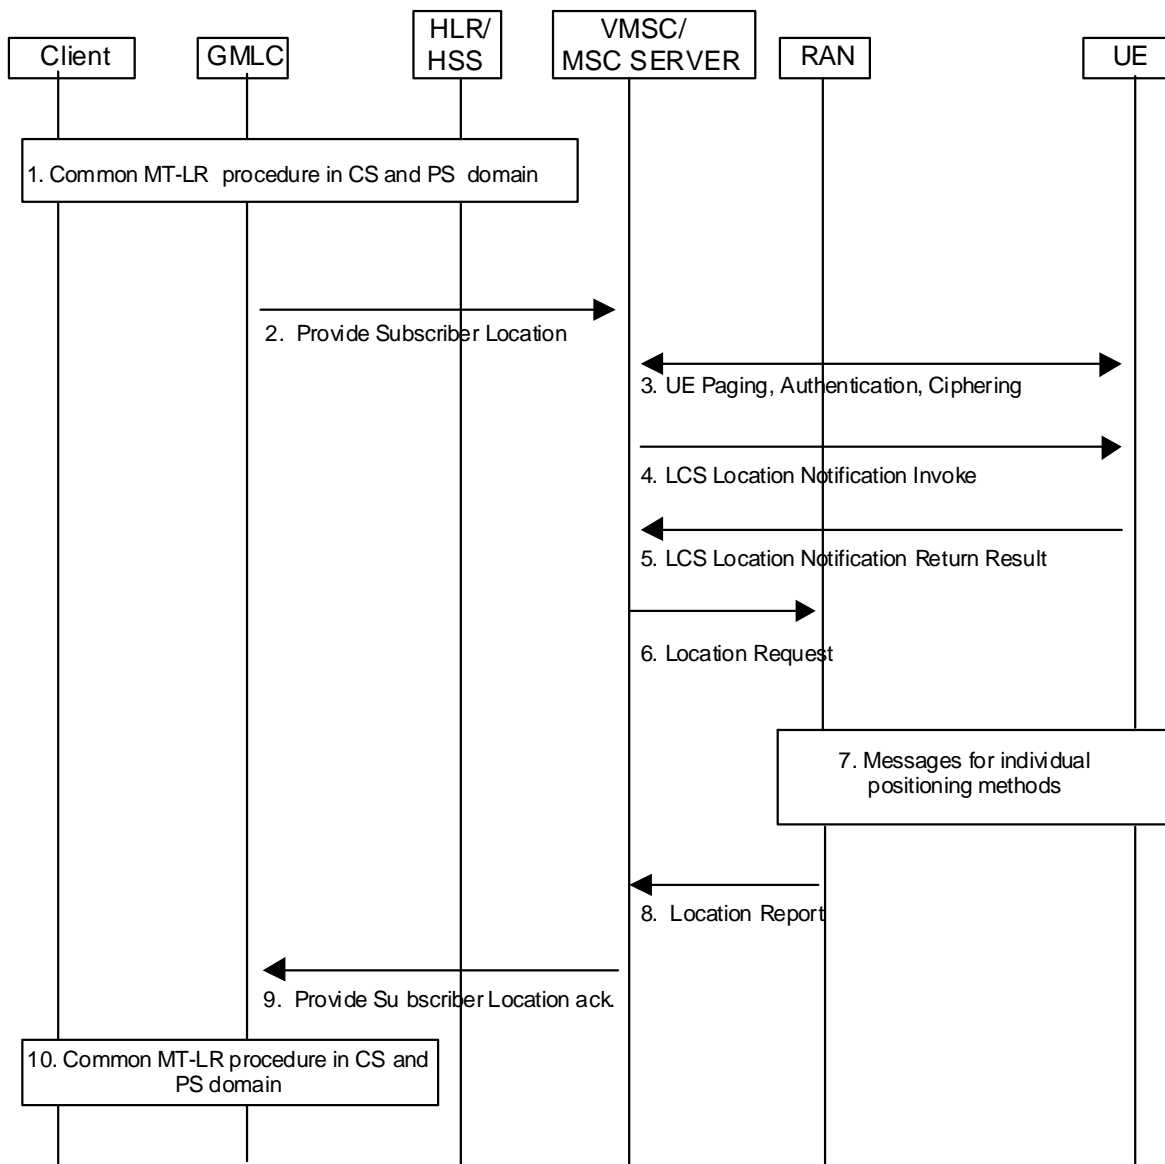 Client
GMLC
HLR/
HSS
VMSC/
MSC SERVER
RAN
UE
1. Common MT-LR procedure in CS and PS domain
2. Provide Subscriber Location
3. UE Paging, Authentication, Ciphering
4. LCS Location Notification Invoke
5. LCS Location Notification Return Result
6. Location Request
7. Messages for individual
positioning methods
8. Location Report
9. Provide Su bscriber Location ack.
10. Common MT-LR procedure in CS and
PS domain